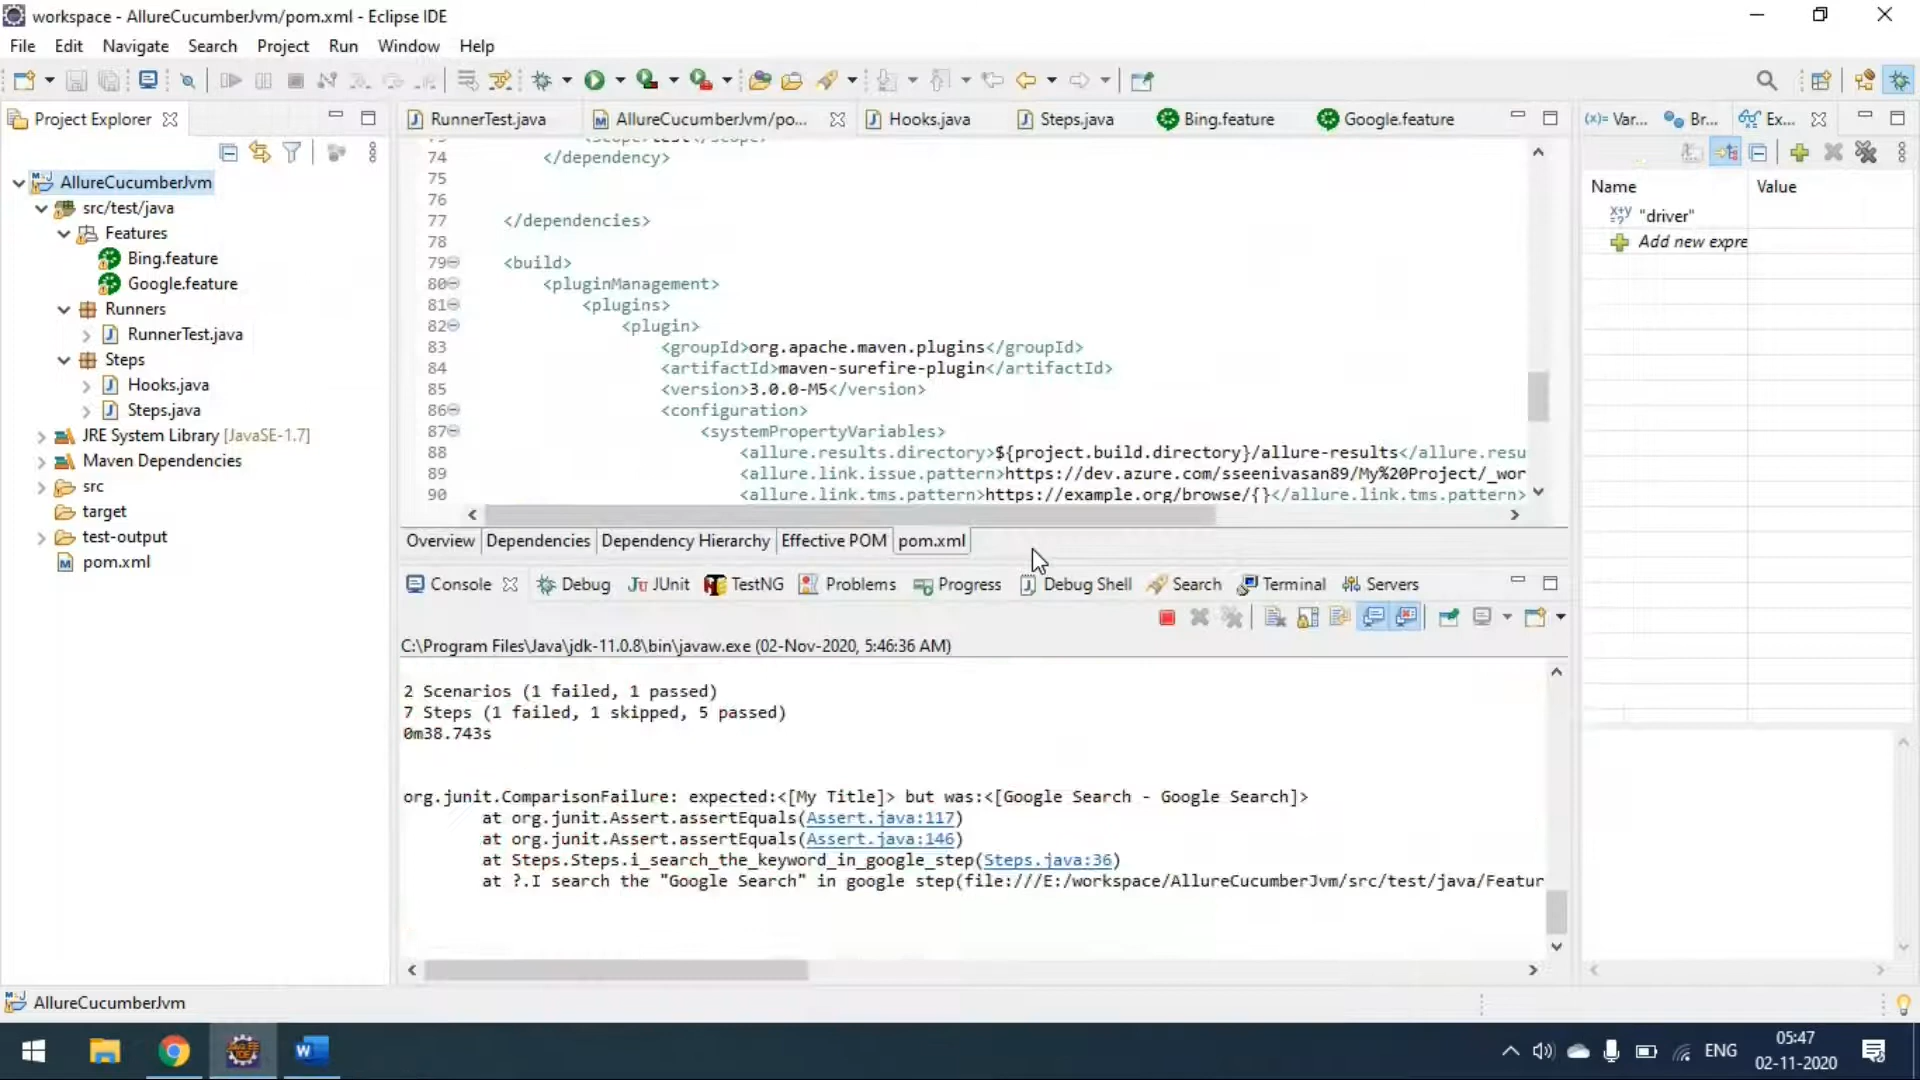 workspace - AllureCucumberJvm/pom.xml - Eclipse IDE
File Edit Navigate Search Project Run Window Help
Project Explorer
AllureCucumberJvm
src/test/java
Features
Bing.feature
Google.feature
Runners
RunnerTest.java
Steps
Hooks.java
Steps.java
JRE System Library [JavaSE-1.7]
Maven Dependencies
src
target
test-output
pom.xml
RunnerTest.java AllureCucumberJvm/po... Hooks.java Steps.java Bing.feature Google.feature
74 </dependency>
75
76
77 </dependencies>
78
79 <build>
80 <pluginManagement>
81 <plugins>
82 <plugin>
83 <groupId>org.apache.maven.plugins</groupId>
84 <artifactId>maven-surefire-plugin</artifactId>
85 <version>3.0.0-M5</version>
86 <configuration>
87 <systemPropertyVariables>
88 <allure.results.directory>${project.build.directory}/allure-results</allure.resu
89 <allure.link.issue.pattern>https://dev.azure.com/sseenivasan89/My%20Project/_wor
90 <allure.link.tms.pattern>https://example.org/browse/{}</allure.link.tms.pattern>
Overview Dependencies Dependency Hierarchy Effective POM pom.xml
Console Debug JUnit TestNG Problems Progress Debug Shell Search Terminal Servers
C:\Program Files\Java\jdk-11.0.8\bin\javaw.exe (02-Nov-2020, 5:46:36 AM)
2 Scenarios (1 failed, 1 passed)
7 Steps (1 failed, 1 skipped, 5 passed)
0m38.743s
org.junit.ComparisonFailure: expected:<[My Title]> but was:<[Google Search - Google Search]>
at org.junit.Assert.assertEquals(Assert.java:117)
at org.junit.Assert.assertEquals(Assert.java:146)
at Steps.Steps.i_search_the_keyword_in_google_step(Steps.java:36)
at ?.I search the "Google Search" in google step(file:///E:/workspace/AllureCucumberJvm/src/test/java/Featur
(x)= Var... Br... Ex...
Name Value
"driver"
Add new expre
AllureCucumberJvm
ENG
05:47
02-11-2020